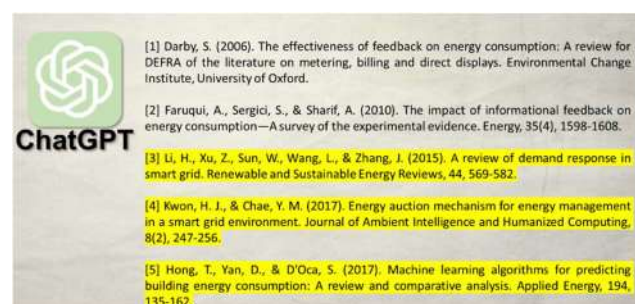 ChatGPT
[1] Darby, S. (2006). The effectiveness of feedback on energy consumption: A review for
DEFRA of the literature on metering, billing and direct displays. Environmental Change
Institute, University of Oxford.
[2] Faruqui, A., Sergici, S., & Sharif, A. (2010). The impact of informational feedback on
energy consumption—A survey of the experimental evidence. Energy, 35(4), 1598-1608.
[3] Li, H., Xu, Z., Sun, W., Wang, L., & Zhang, J. (2015). A review of demand response in
smart grid. Renewable and Sustainable Energy Reviews, 44, 569-582.
[4] Kwon, H. J., & Chae, Y. M. (2017). Energy auction mechanism for energy management
in a smart grid environment. Journal of Ambient Intelligence and Humanized Computing,
8(2), 247-256.
[5] Hong, T., Yan, D., & D'Oca, S. (2017). Machine learning algorithms for predicting
building energy consumption: A review and comparative analysis. Applied Energy, 194,
135-162.